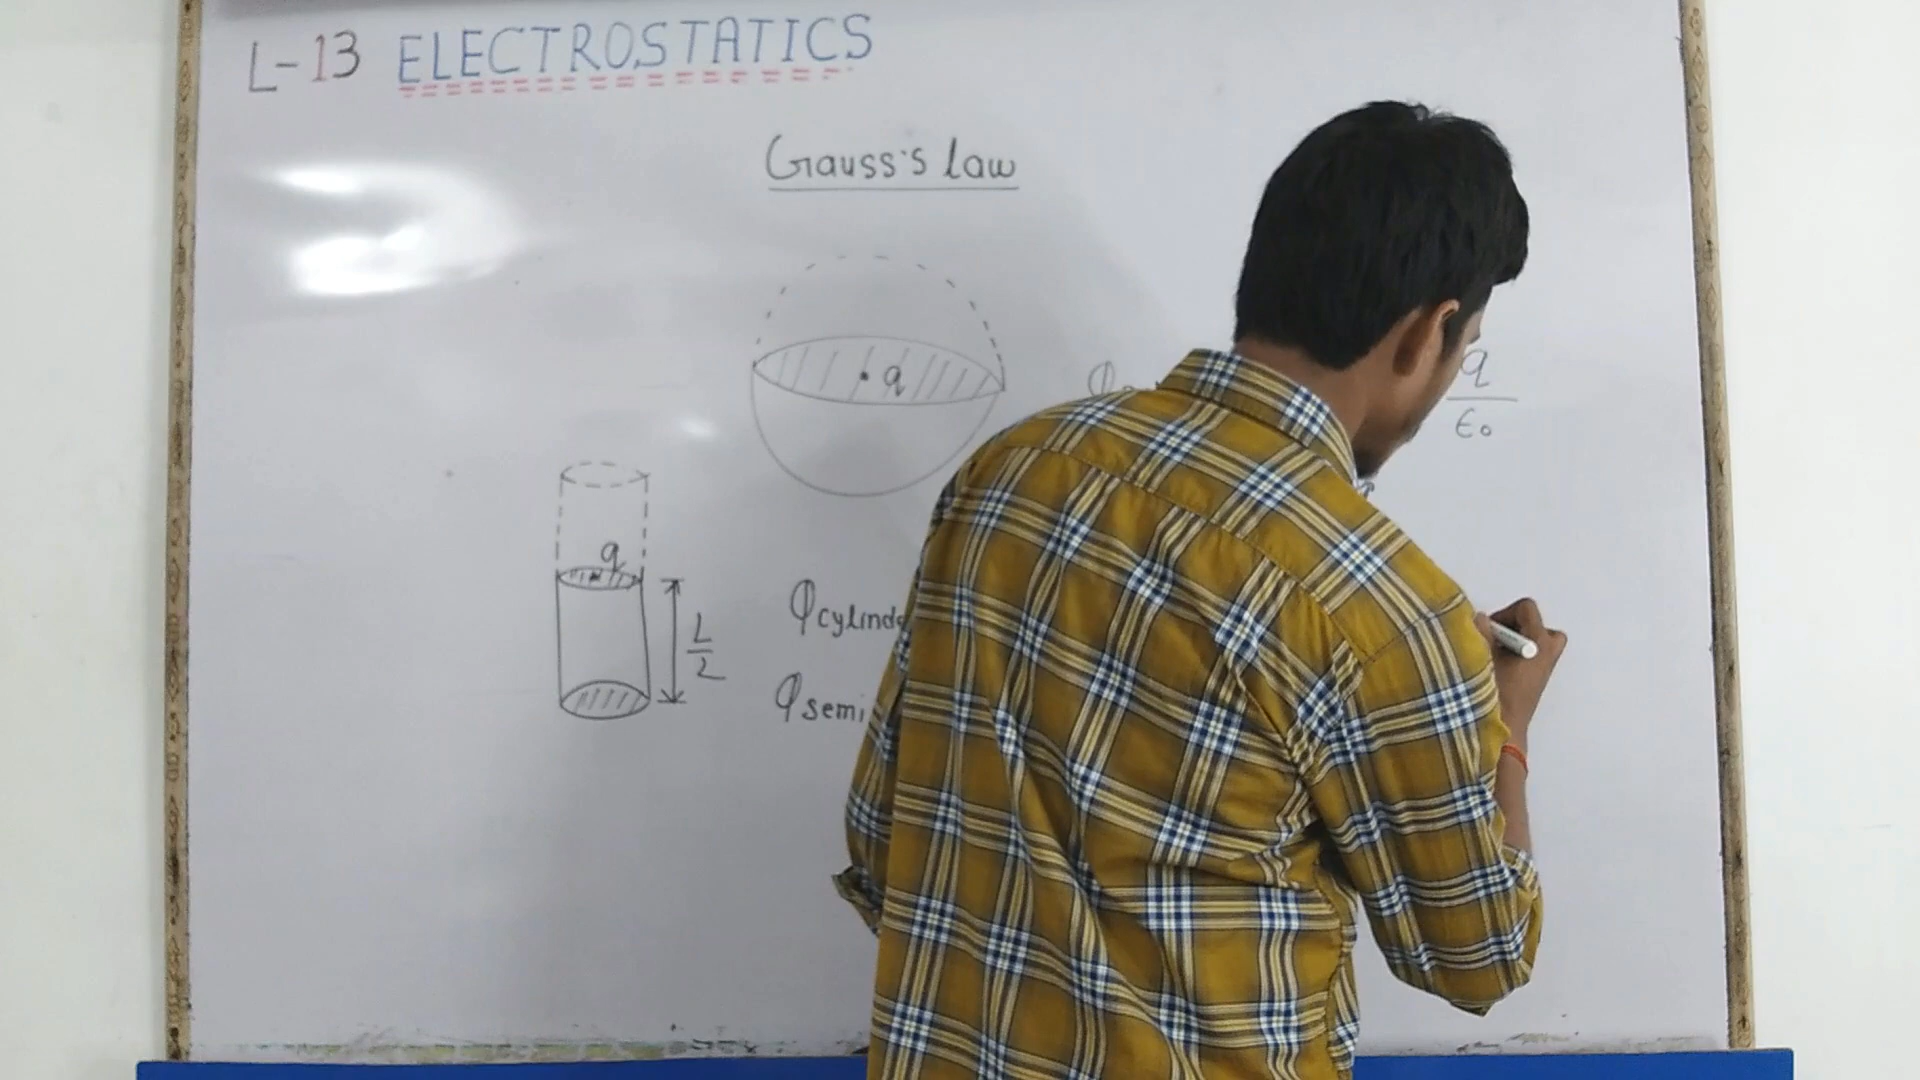 L-13 ELECTROSTATICS
Gauss's law
q
q
ϵ₀
q
L
2
φcylinde
φsemi